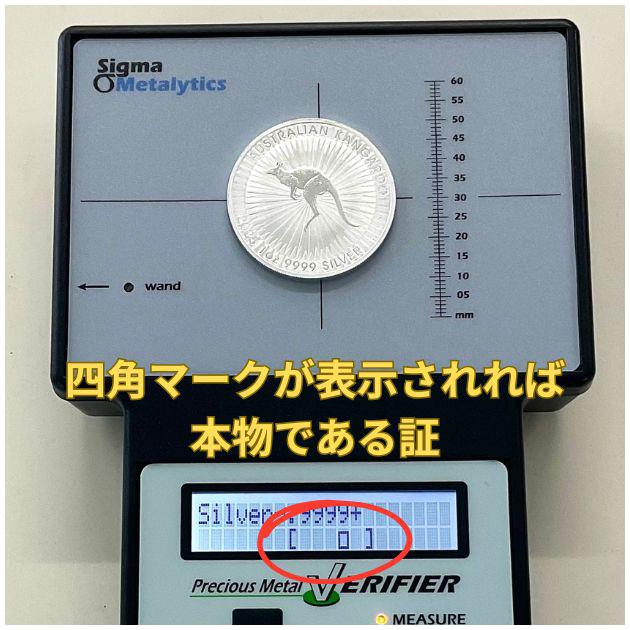 Sigma
Metalytics
AUSTRALIAN KANGAROO
1oz 9999 SILVER
60
55
50
45
40
35
30
25
20
15
10
05
mm
wand
四角マークが表示されれば
本物である証
Silver .9999+
[ □ ]
Precious Metal VERIFIER
MEASURE